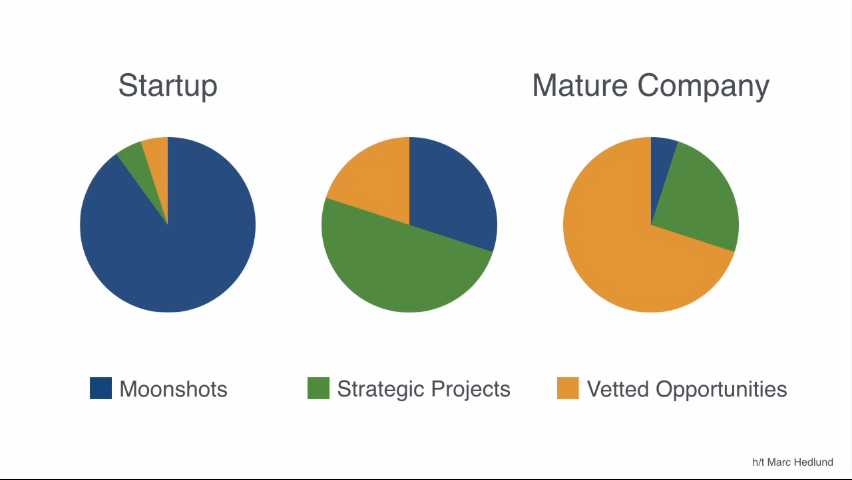 Startup
Mature Company
Moonshots
Strategic Projects
Vetted Opportunities
h/t Marc Hedlund